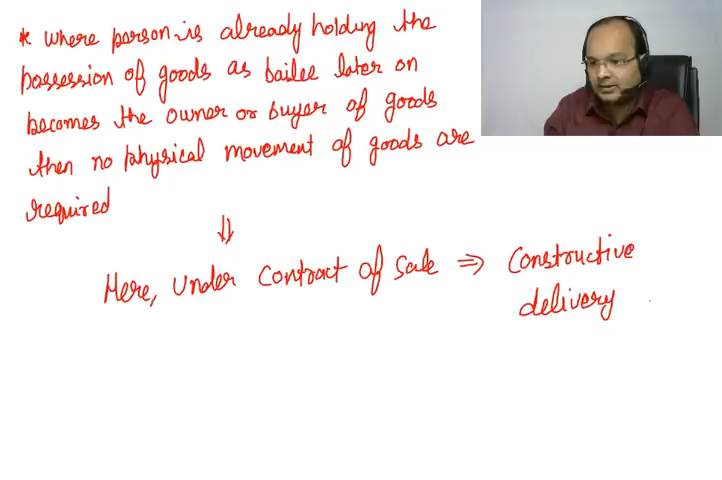 * where person is already holding the
possession of goods as bailee later on
becomes the owner or buyer of goods
then no physical movement of goods are
required
⇓
Here, Under contract of sale ⇒ Constructive
delivery